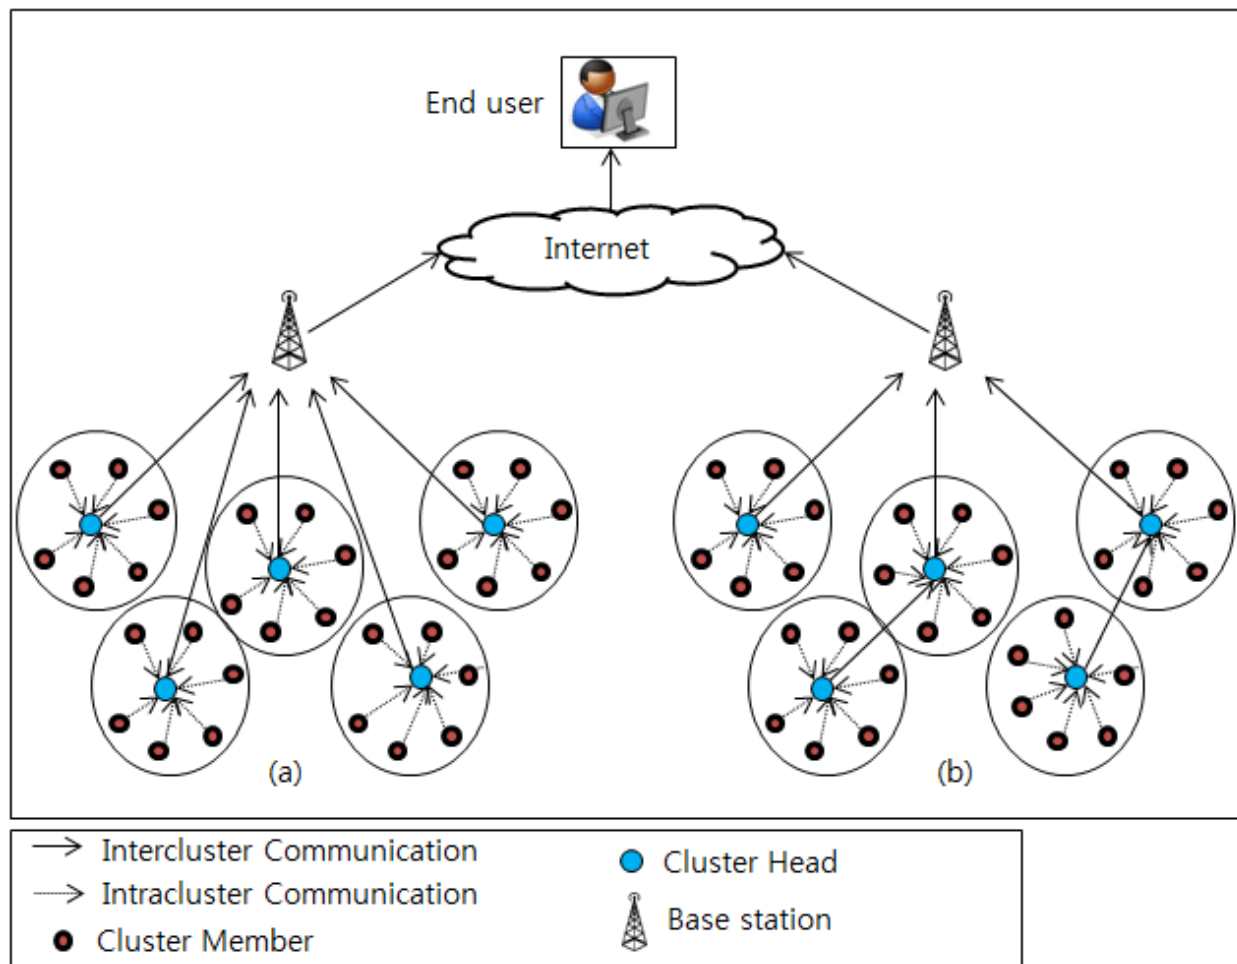 End user
Internet
(a)
(b)
Intercluster Communication
Intracluster Communication
Cluster Member
Cluster Head
Base station